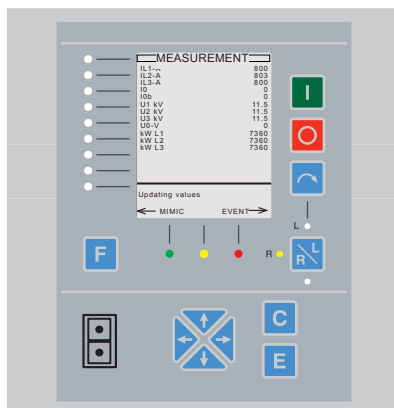 MEASUREMENT
IL1-A 800
IL2-A 803
IL3-A 800
I0 0
I0b 0
U1 kV 11.5
U2 kV 11.5
U3 kV 11.5
U0-V 0
kW L1 7360
kW L2 7360
kW L3 7360
Updating values
MIMIC EVENT
I
O
L
R
R L
F
C
E